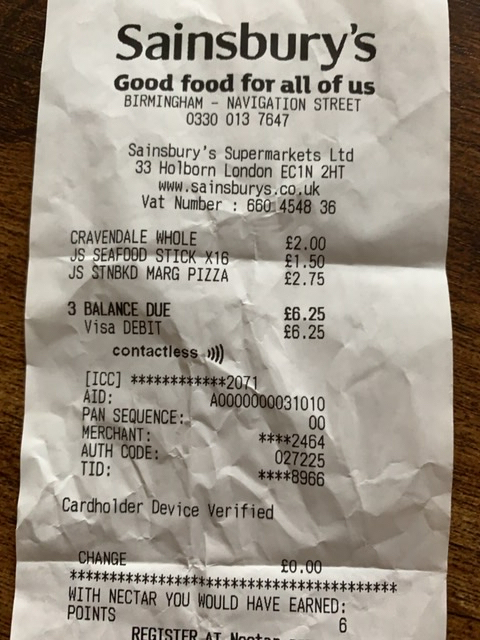 Sainsbury's
Good food for all of us
BIRMINGHAM - NAVIGATION STREET
0330 013 7647
Sainsbury's Supermarkets Ltd
33 Holborn London EC1N 2HT
www.sainsburys.co.uk
Vat Number : 660 4548 36
CRAVENDALE WHOLE £2.00
JS SEAFOOD STICK X16 £1.50
JS STNBKD MARG PIZZA £2.75
3 BALANCE DUE £6.25
Visa DEBIT £6.25
contactless
[ICC] ************2071
AID: A0000000031010
PAN SEQUENCE: 00
MERCHANT: ****2464
AUTH CODE: 027225
TID: ****8966
Cardholder Device Verified
CHANGE £0.00
***************************************
WITH NECTAR YOU WOULD HAVE EARNED:
POINTS 6
REGISTER AT Nectar